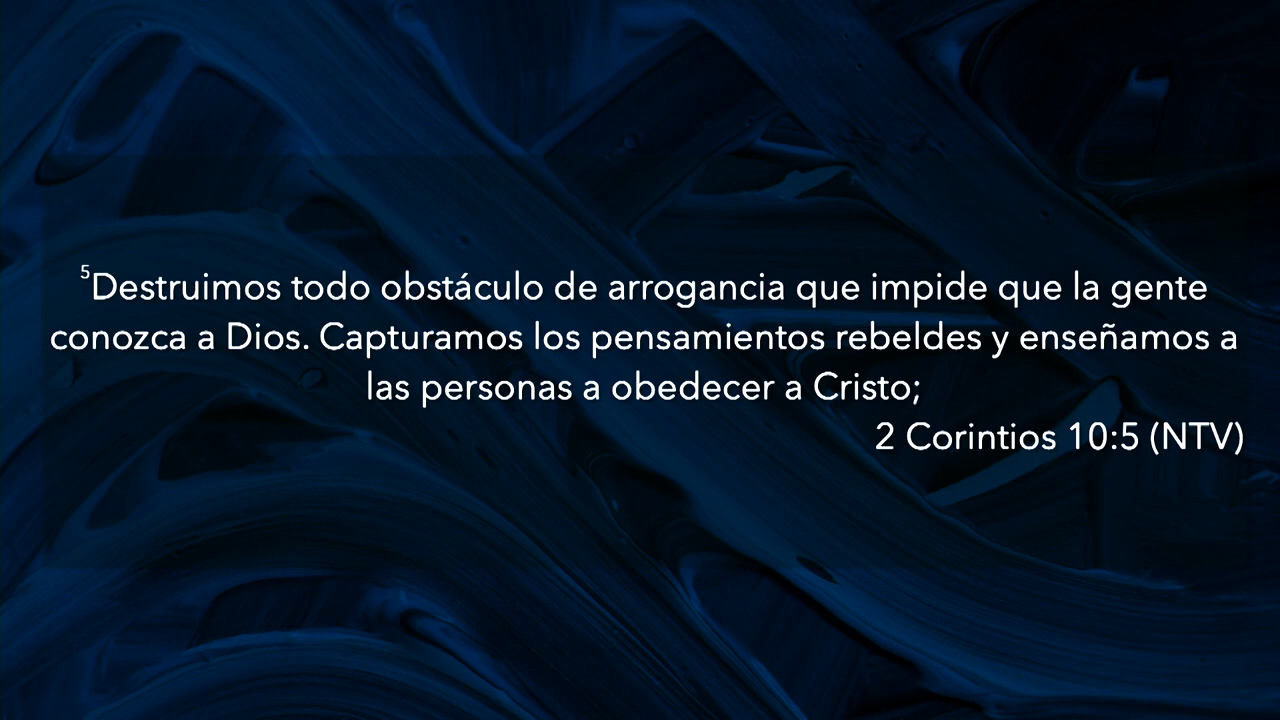 ⁵Destruimos todo obstáculo de arrogancia que impide que la gente
conozca a Dios. Capturamos los pensamientos rebeldes y enseñamos a
las personas a obedecer a Cristo;
2 Corintios 10:5 (NTV)